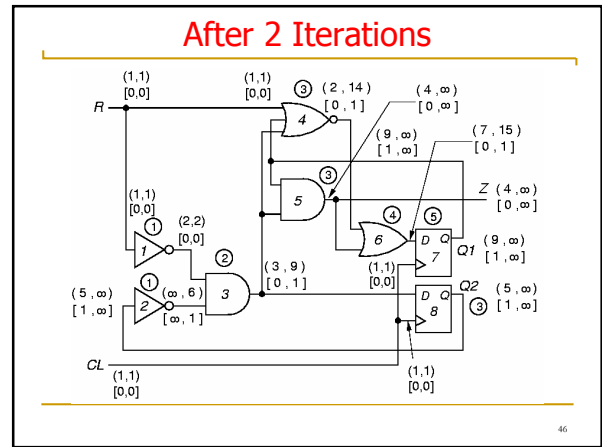 After 2 Iterations
(1,1)
[0,0]
R
(1,1)
[0,0]
3
(2 , 14)
[ 0 , 1 ]
4
(4 , ∞)
[ 0 , ∞]
(9 , ∞)
[ 1 , ∞]
(7 , 15)
[ 0 , 1 ]
3
5
Z (4 , ∞)
[ 0 , ∞]
(1,1)
[0,0]
1
1
(2,2)
[0,0]
2
3
4
6
5
D Q
7
Q1
(9 , ∞)
[ 1 , ∞]
(1,1)
[0,0]
(3 , 9)
[ 0 , 1 ]
1
2
(5 , ∞)
[ 1 , ∞]
(∞ , 6)
[∞ , 1 ]
Q2
D Q
8
3
(5 , ∞)
[ 1 , ∞]
CL
(1,1)
[0,0]
(1,1)
[0,0]
46